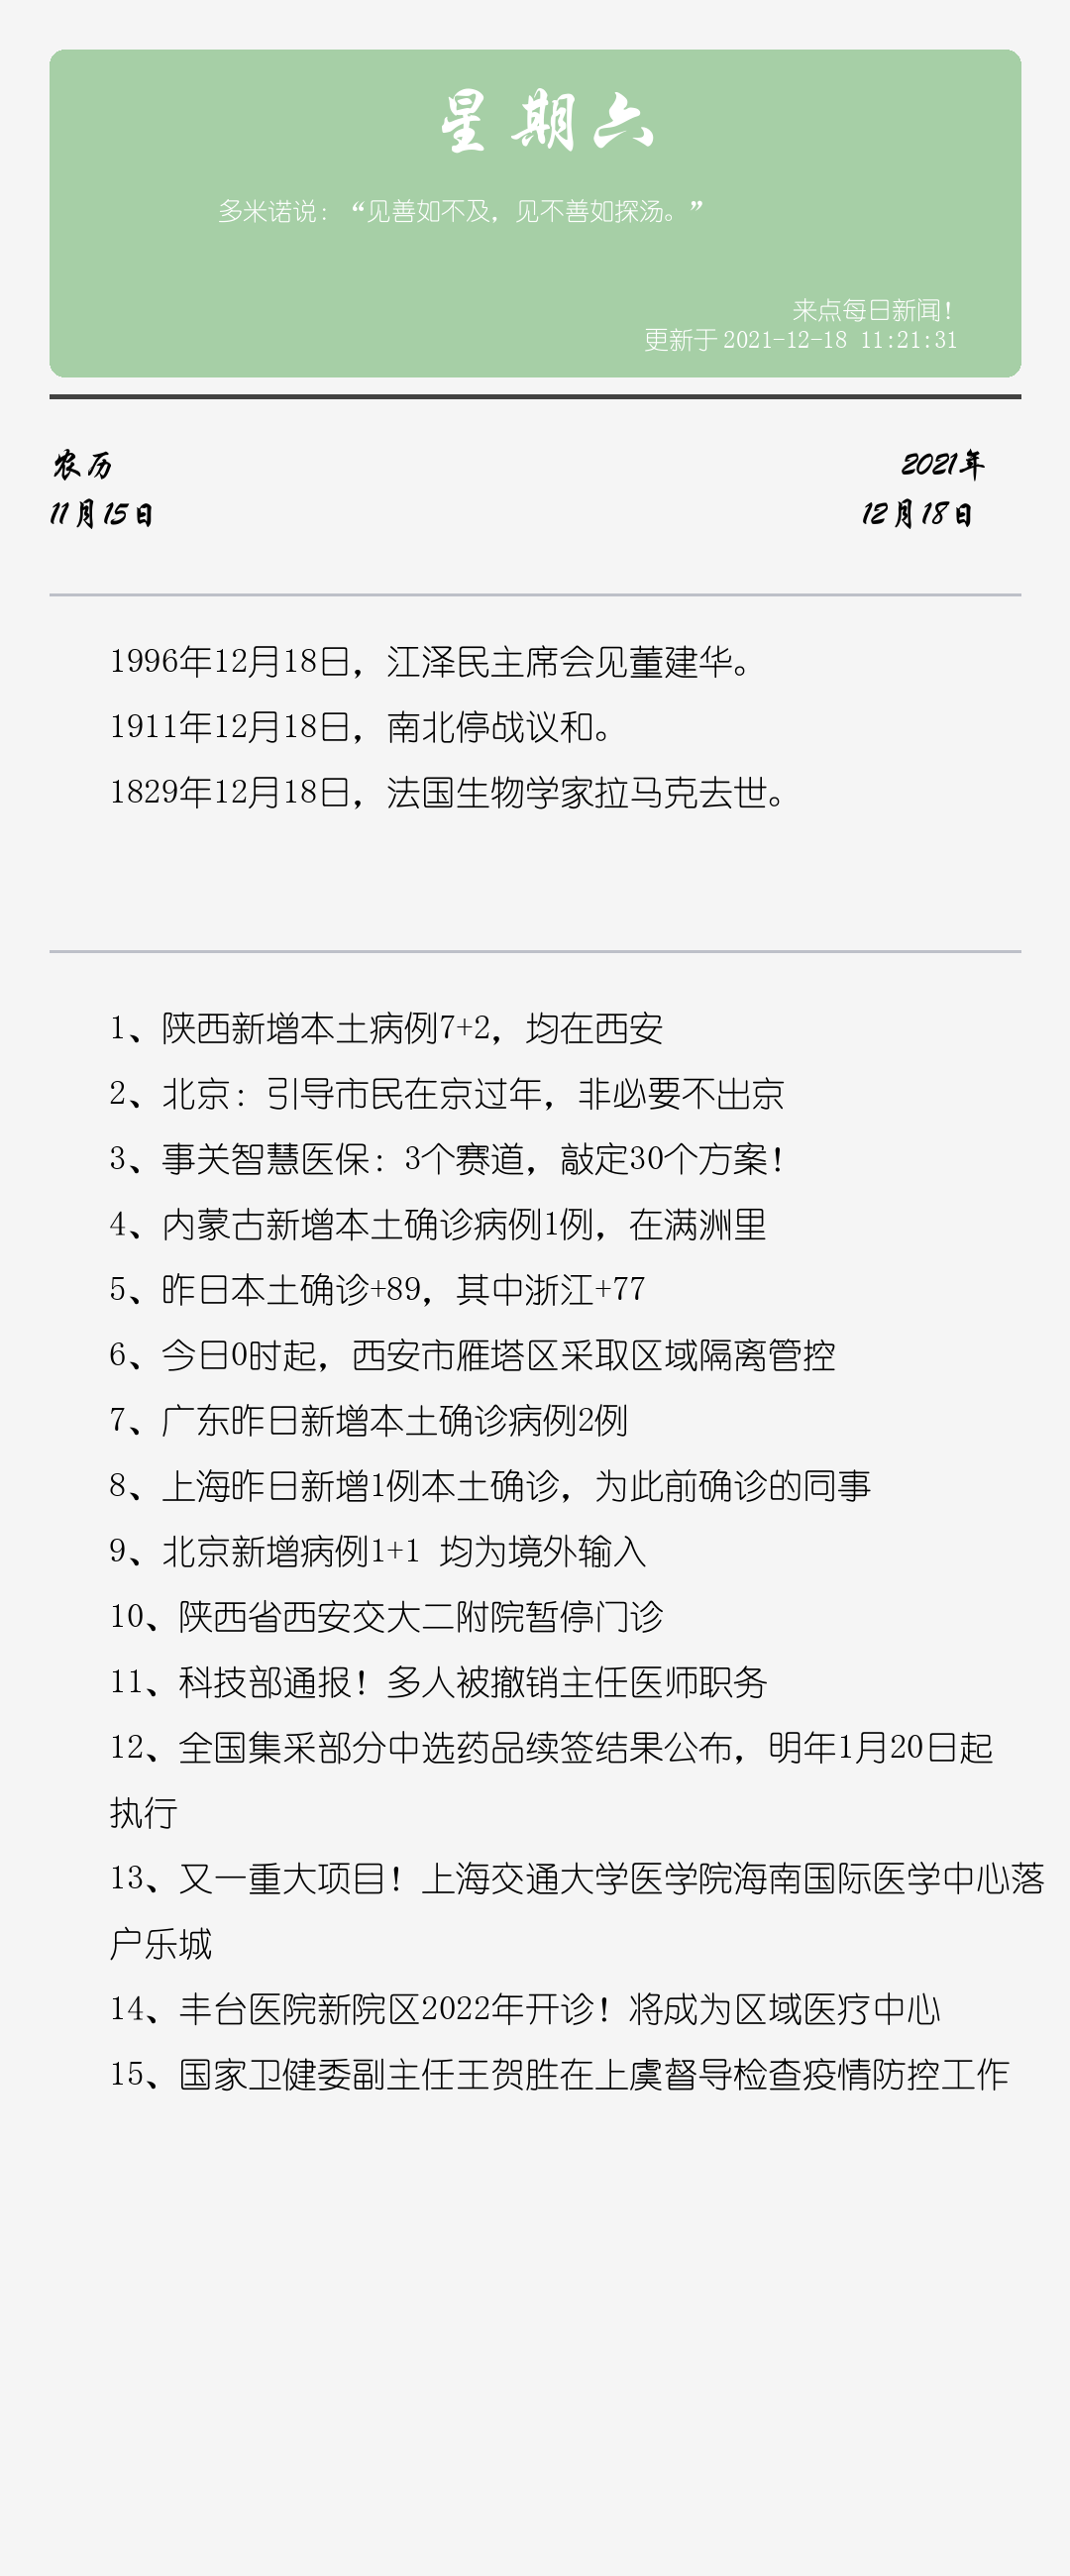 星期六
多米诺说：“见善如不及，见不善如探汤。”
来点每日新闻！
更新于 2021-12-18 11:21:31
农历
2021年
11月15日
12月18日
1996年12月18日，江泽民主席会见董建华。
1911年12月18日，南北停战议和。
1829年12月18日，法国生物学家拉马克去世。
1、陕西新增本土病例7+2，均在西安
2、北京：引导市民在京过年，非必要不出京
3、事关智慧医保：3个赛道，敲定30个方案！
4、内蒙古新增本土确诊病例1例，在满洲里
5、昨日本土确诊+89，其中浙江+77
6、今日0时起，西安市雁塔区采取区域隔离管控
7、广东昨日新增本土确诊病例2例
8、上海昨日新增1例本土确诊，为此前确诊的同事
9、北京新增病例1+1 均为境外输入
10、陕西省西安交大二附院暂停门诊
11、科技部通报！多人被撤销主任医师职务
12、全国集采部分中选药品续签结果公布，明年1月20日起
执行
13、又一重大项目！上海交通大学医学院海南国际医学中心落
户乐城
14、丰台医院新院区2022年开诊！将成为区域医疗中心
15、国家卫健委副主任王贺胜在上虞督导检查疫情防控工作